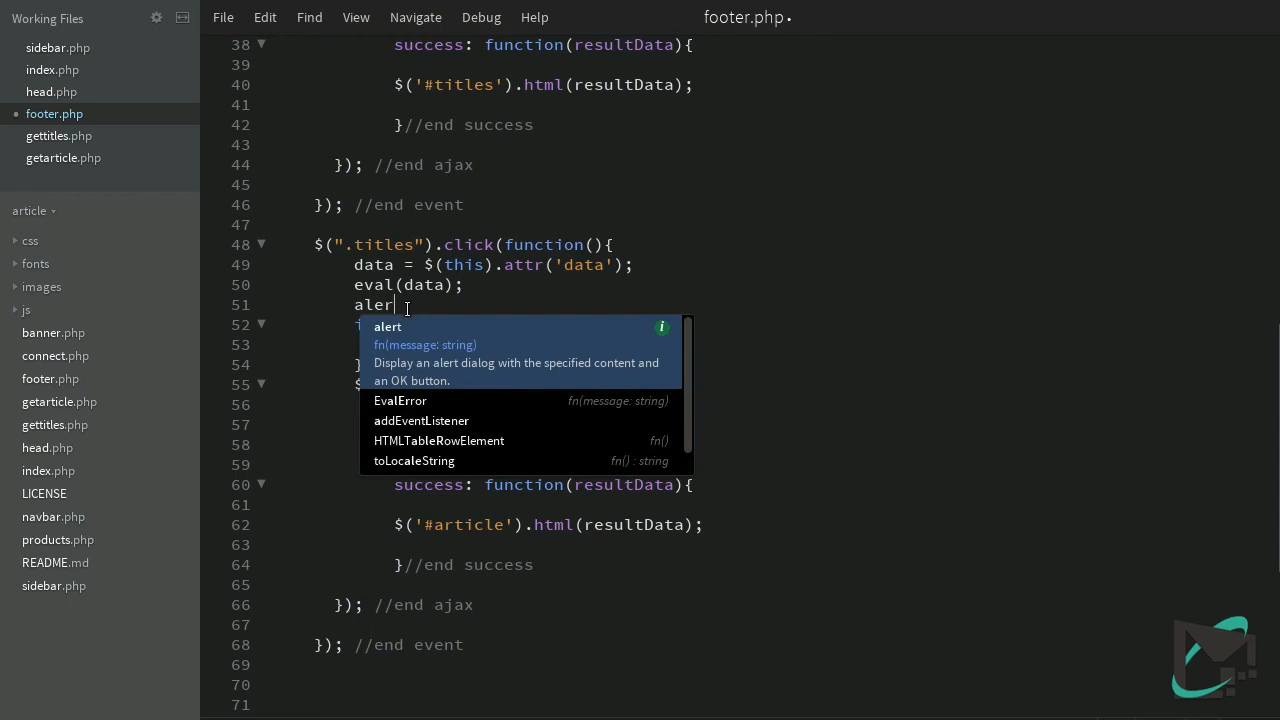 Working Files
File Edit Find View Navigate Debug Help
footer.php •
sidebar.php
index.php
head.php
• footer.php
gettitles.php
getarticle.php
article
css
fonts
images
js
banner.php
connect.php
footer.php
getarticle.php
gettitles.php
head.php
index.php
LICENSE
navbar.php
products.php
README.md
sidebar.php
38 success: function(resultData){
39
40 $('#titles').html(resultData);
41
42 }//end success
43
44 }); //end ajax
45
46 }); //end event
47
48 $(".titles").click(function(){
49 data = $(this).attr('data');
50 eval(data);
51 aler
52
53
54 }
55 $
56
57
58
59
60 success: function(resultData){
61
62 $('#article').html(resultData);
63
64 }//end success
65
66 }); //end ajax
67
68 }); //end event
69
70
71
alert
fn(message: string)
Display an alert dialog with the specified content and
an OK button.
EvalError fn(message: string)
addEventListener
HTMLTableRowElement fn()
toLocaleString fn() : string